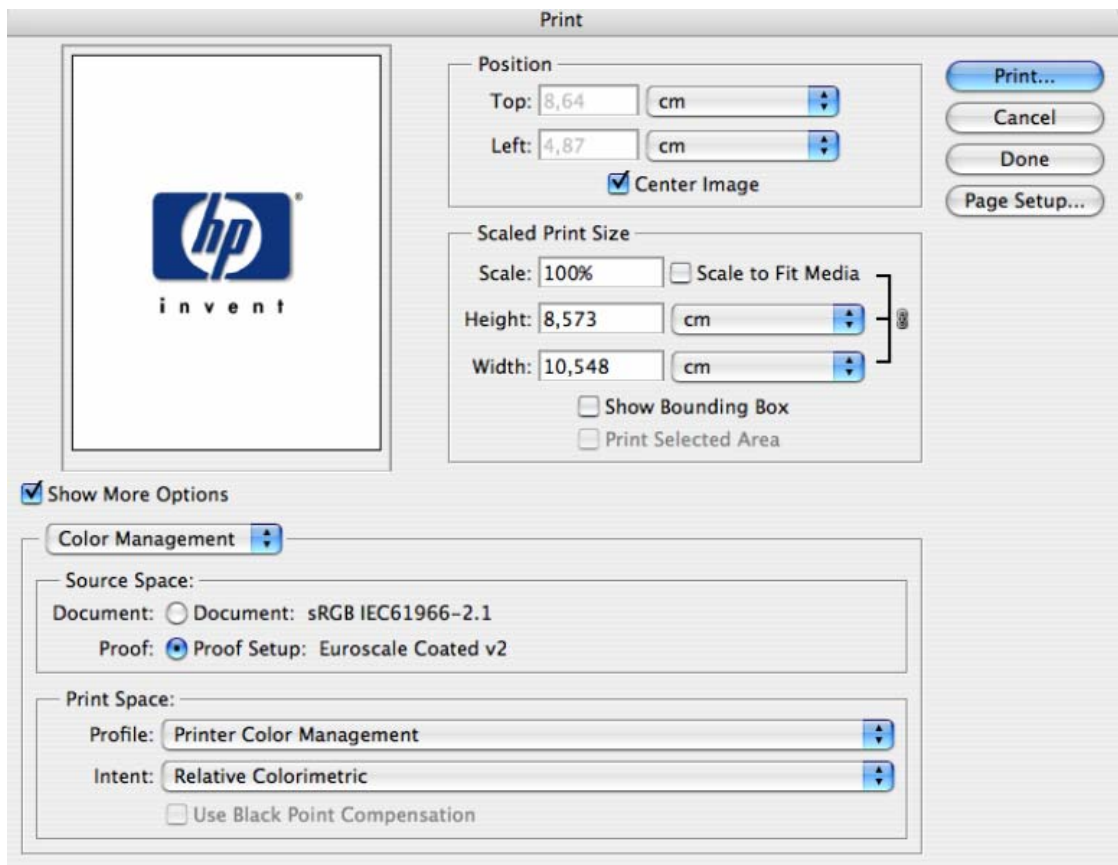 Print
hp
®
invent
Position
Top: 8,64 cm
Left: 4,87 cm
Center Image
Scaled Print Size
Scale: 100% Scale to Fit Media
Height: 8,573 cm
Width: 10,548 cm
Show Bounding Box
Print Selected Area
Print...
Cancel
Done
Page Setup...
Show More Options
Color Management
Source Space:
Document: Document: sRGB IEC61966-2.1
Proof: Proof Setup: Euroscale Coated v2
Print Space:
Profile: Printer Color Management
Intent: Relative Colorimetric
Use Black Point Compensation